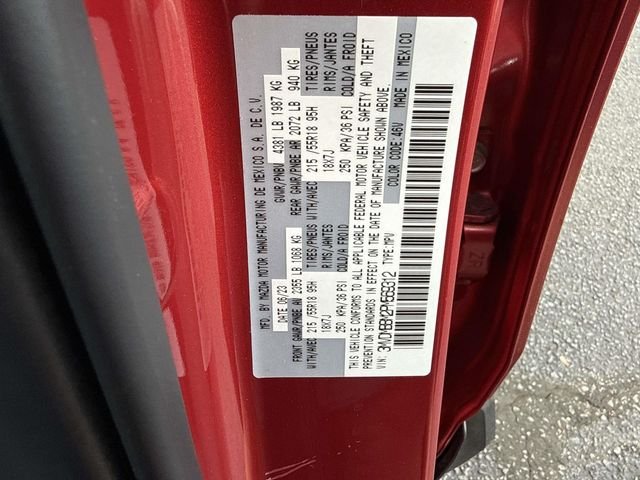 MFD BY MAZDA MOTOR MANUFACTURING DE MEXICO S.A. DE C.V.
DATE 06/23 GVWR/PNBV 4381 LB 1987 KG
FRONT GAWR/PNBE AV 2355 LB 1068 KG REAR GAWR/PNBE AR 2072 LB 940 KG
WITH/AVEC TIRES/PNEUS WITH/AVEC TIRES/PNEUS
215 /55R18 95H RIMS/JANTES 215 /55R18 95H RIMS/JANTES
18X7J COLD/A FROID 18X7J COLD/A FROID
250 KPA/36 PSI 250 KPA/36 PSI
THIS VEHICLE CONFORMS TO ALL APPLICABLE FEDERAL MOTOR VEHICLE SAFETY AND THEFT
PREVENTION STANDARDS IN EFFECT ON THE DATE OF MANUFACTURE SHOWN ABOVE.
VIN: TYPE:MPV COLOR CODE:46V MADE IN MEXICO